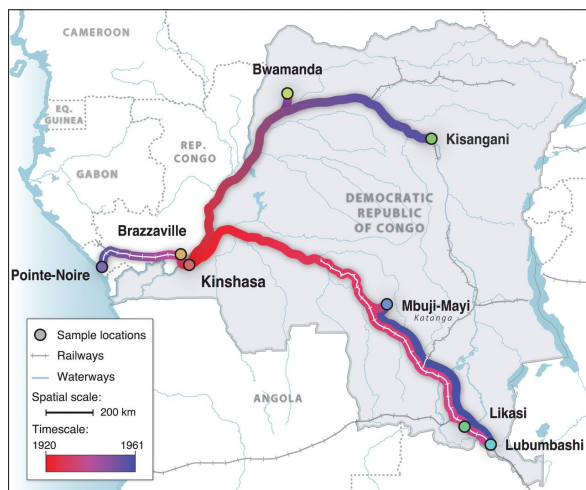 CAMEROON
Bwamanda
EQ.
GUINEA
REP.
CONGO
Kisangani
GABON
DEMOCRATIC
REPUBLIC
OF CONGO
Brazzaville
Pointe-Noire
Kinshasa
Mbuji-Mayi
Katanga
Sample locations
Railways
Waterways
Spatial scale:
200 km
Timescale:
1920 1961
ANGOLA
Likasi
Lubumbashi